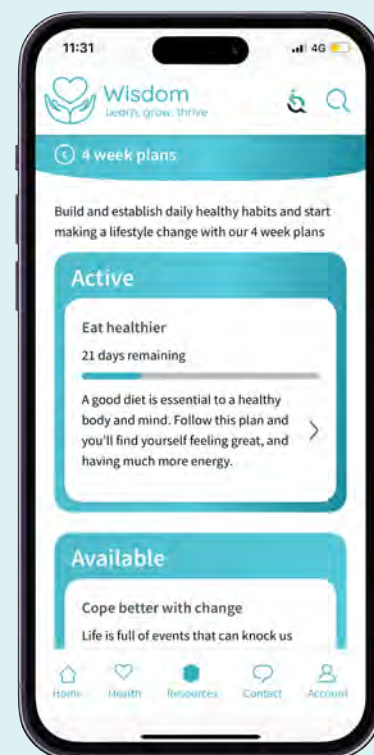 11:31
4G
Wisdom
Learn, grow, thrive
4 week plans
Build and establish daily healthy habits and start
making a lifestyle change with our 4 week plans
Active
Eat healthier
21 days remaining
A good diet is essential to a healthy
body and mind. Follow this plan and
you'll find yourself feeling great, and
having much more energy.
Available
Cope better with change
Life is full of events that can knock us
Home Health Resources Contact Account